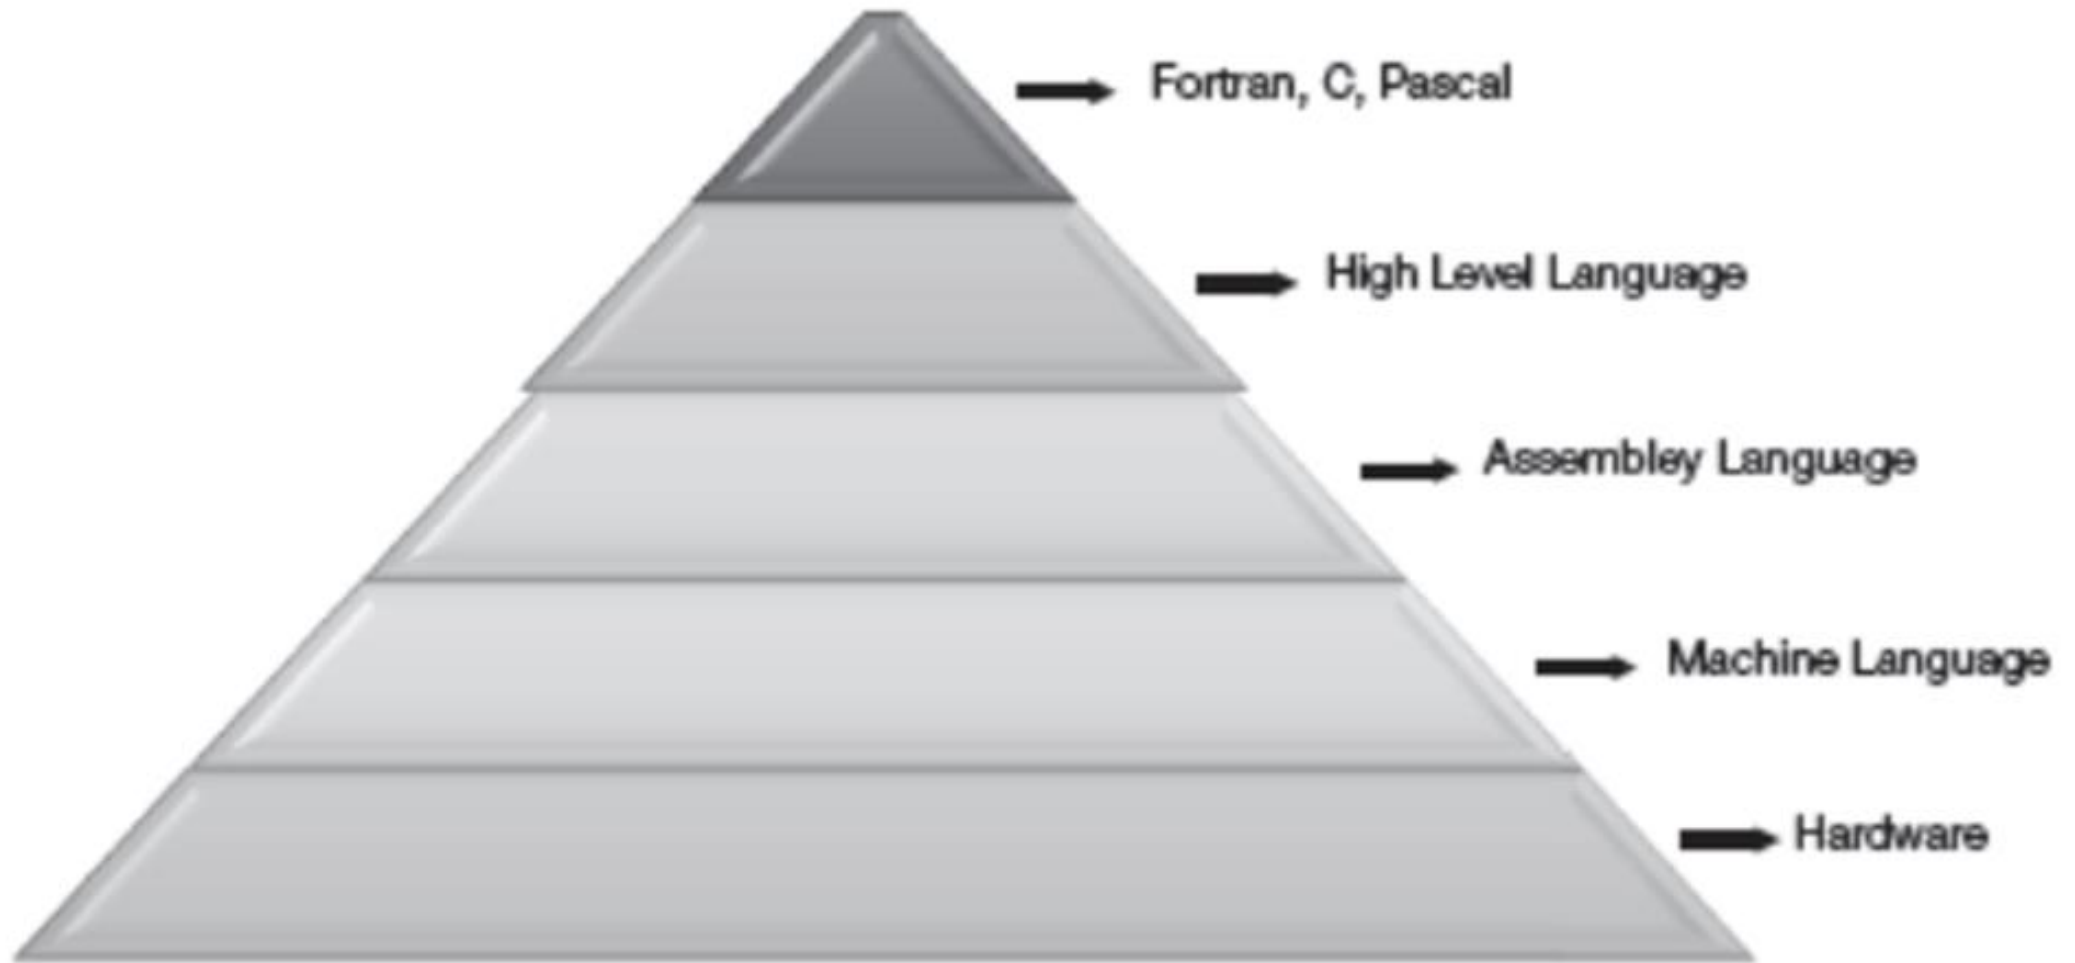 Fortran, C, Pascal
High Level Language
Assembley Language
Machine Language
Hardware